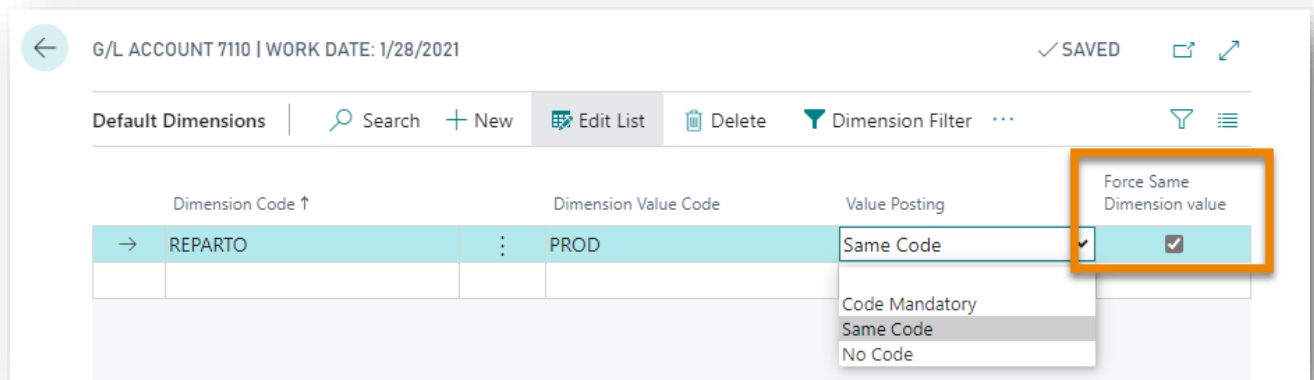 G/L ACCOUNT 7110 | WORK DATE: 1/28/2021
✓ SAVED
Default Dimensions | Search + New Edit List Delete Dimension Filter ···
Force Same
Dimension Code ↑ Dimension Value Code Value Posting Dimension value
→ REPARTO ⋮ PROD Same Code
Code Mandatory
Same Code
No Code